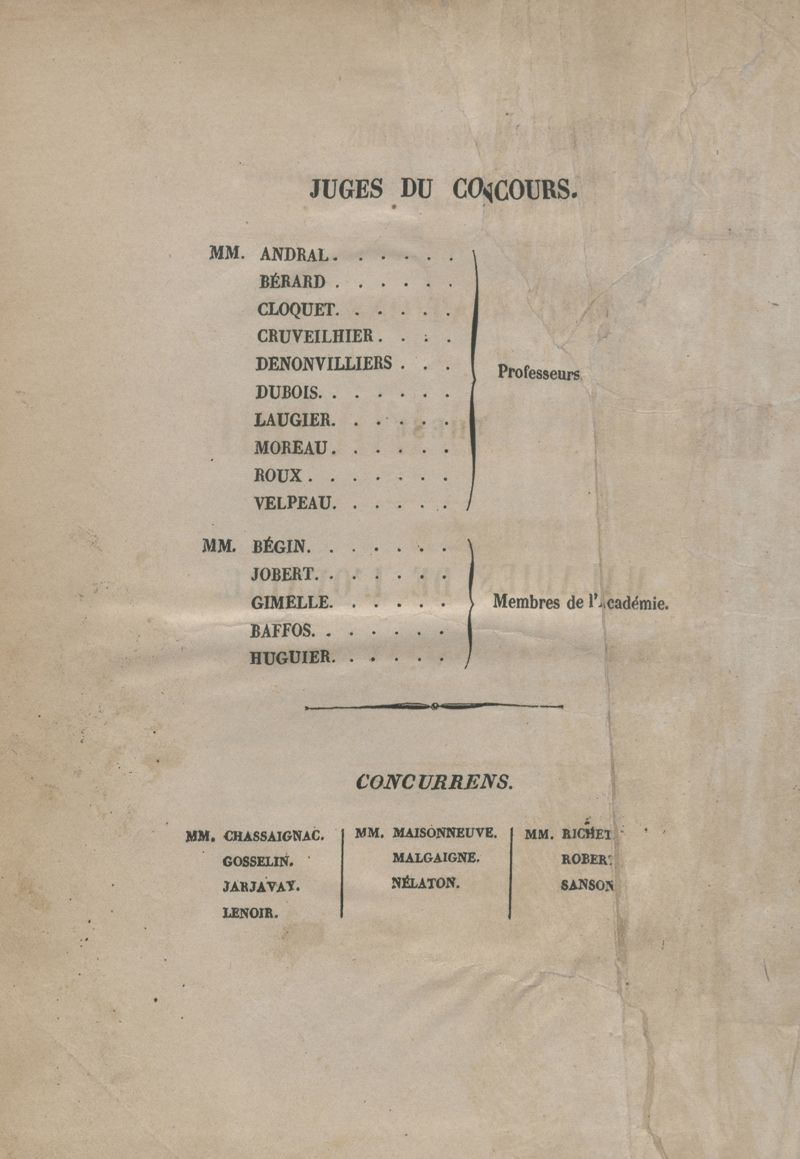 JUGES DU CONCOURS.
MM. ANDRAL. . . . . . .
BÉRARD . . . . . .
CLOQUET. . . . . .
CRUVEILHIER. . . .
DENONVILLIERS . . .
DUBOIS. . . . . . .
LAUGIER. . . . . .
MOREAU. . . . . .
ROUX . . . . . . .
VELPEAU. . . . . .
Professeurs
MM. BÉGIN. . . . . . .
JOBERT. . . . . . .
GIMELLE. . . . . .
BAFFOS. . . . . . .
HUGUIER. . . . . .
Membres de l'Académie.
CONCURRENS.
MM. CHASSAIGNAC.
GOSSELIN.
JARJAVAY.
LENOIR.
MM. MAISONNEUVE.
MALGAIGNE.
NÉLATON.
MM. RICHET
ROBERT
SANSON